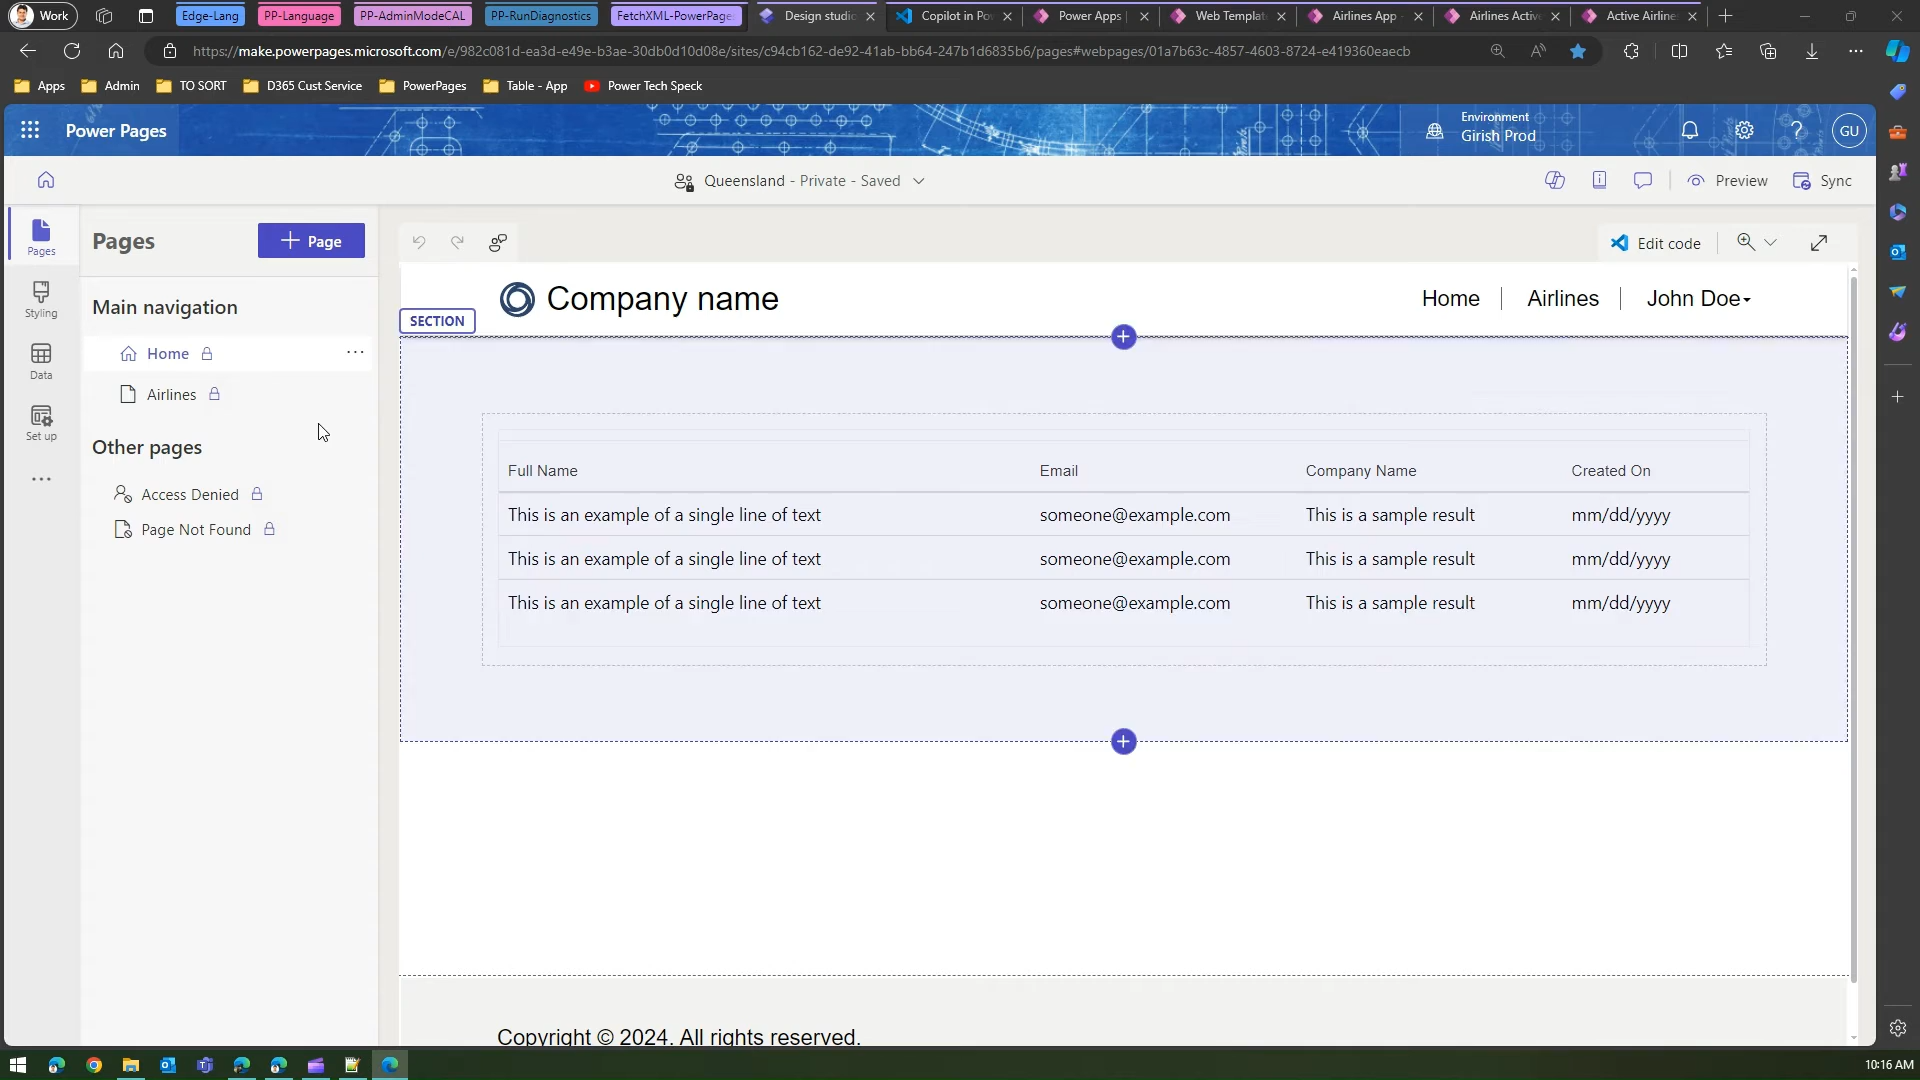 Work
Edge-Lang
PP-Language
PP-AdminModeCAL
PP-RunDiagnostics
FetchXML-PowerPages
Design studio
Copilot in Po
Power Apps
Web Templat
Airlines App -
Airlines Activ
Active Airline
https://make.powerpages.microsoft.com/e/982c081d-ea3d-e49e-b3ae-30db0d10d08e/sites/c94cb162-de92-41ab-bb64-247b1d6835b6/pages#webpages/01a7b63c-4857-4603-8724-e419360eaecb
Apps
Admin
TO SORT
D365 Cust Service
PowerPages
Table - App
Power Tech Speck
Power Pages
Environment
Girish Prod
GU
Queensland - Private - Saved
Preview
Sync
Pages
Styling
Data
Set up
Pages
Page
Main navigation
Home
Airlines
Other pages
Access Denied
Page Not Found
Edit code
Company name
Home
Airlines
John Doe
SECTION
Full Name Email Company Name Created On
This is an example of a single line of text someone@example.com This is a sample result mm/dd/yyyy
This is an example of a single line of text someone@example.com This is a sample result mm/dd/yyyy
This is an example of a single line of text someone@example.com This is a sample result mm/dd/yyyy
Copyright © 2024. All rights reserved.
10:16 AM